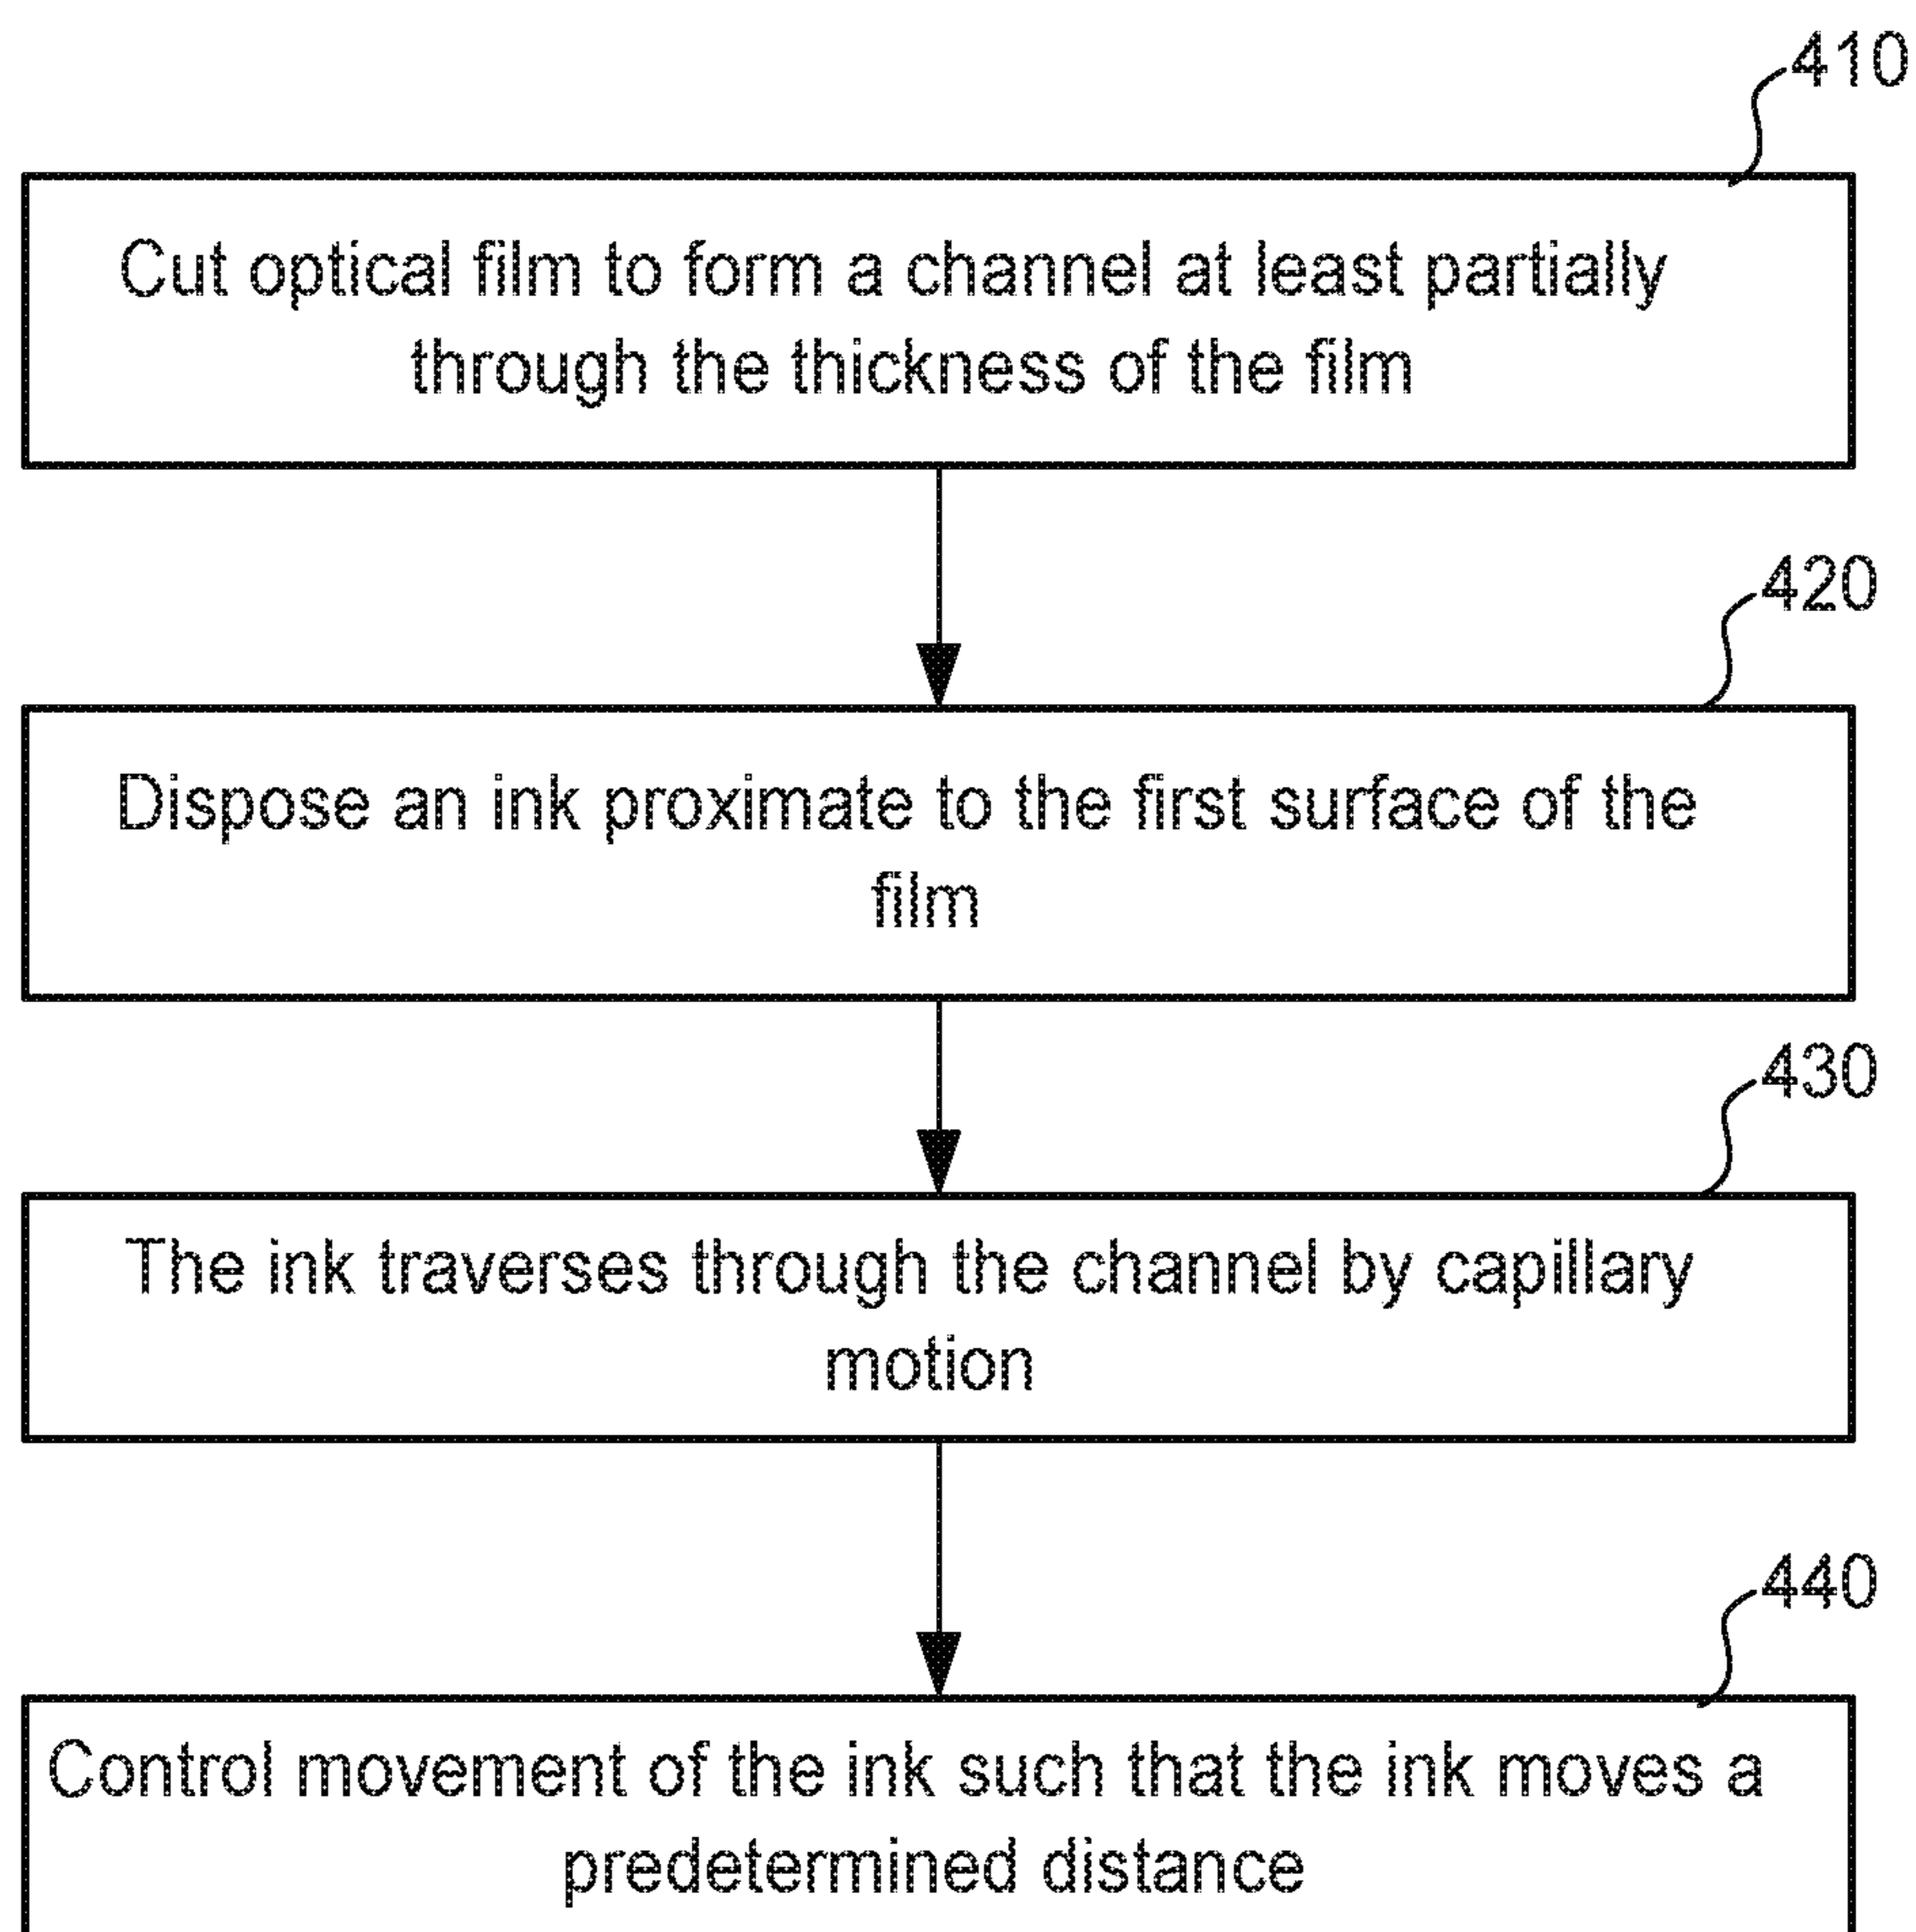 410
Cut optical film to form a channel at least partially
through the thickness of the film
420
Dispose an ink proximate to the first surface of the
film
430
The ink traverses through the channel by capillary
motion
440
Control movement of the ink such that the ink moves a
predetermined distance